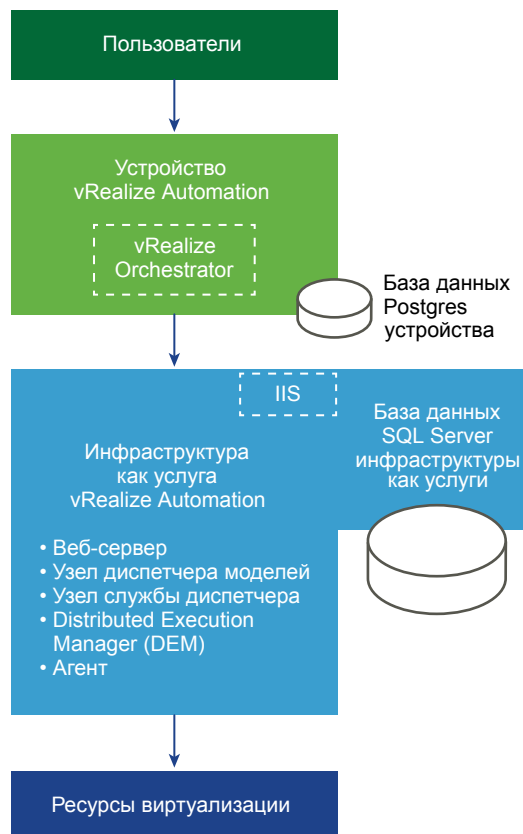 Пользователи
Устройство
vRealize Automation
vRealize
Orchestrator
База данных
Postgres
устройства
IIS
База данных
SQL Server
инфраструктуры
как услуги
Инфраструктура
как услуга
vRealize Automation
• Веб-сервер
• Узел диспетчера моделей
• Узел службы диспетчера
• Distributed Execution
Manager (DEM)
• Агент
Ресурсы виртуализации